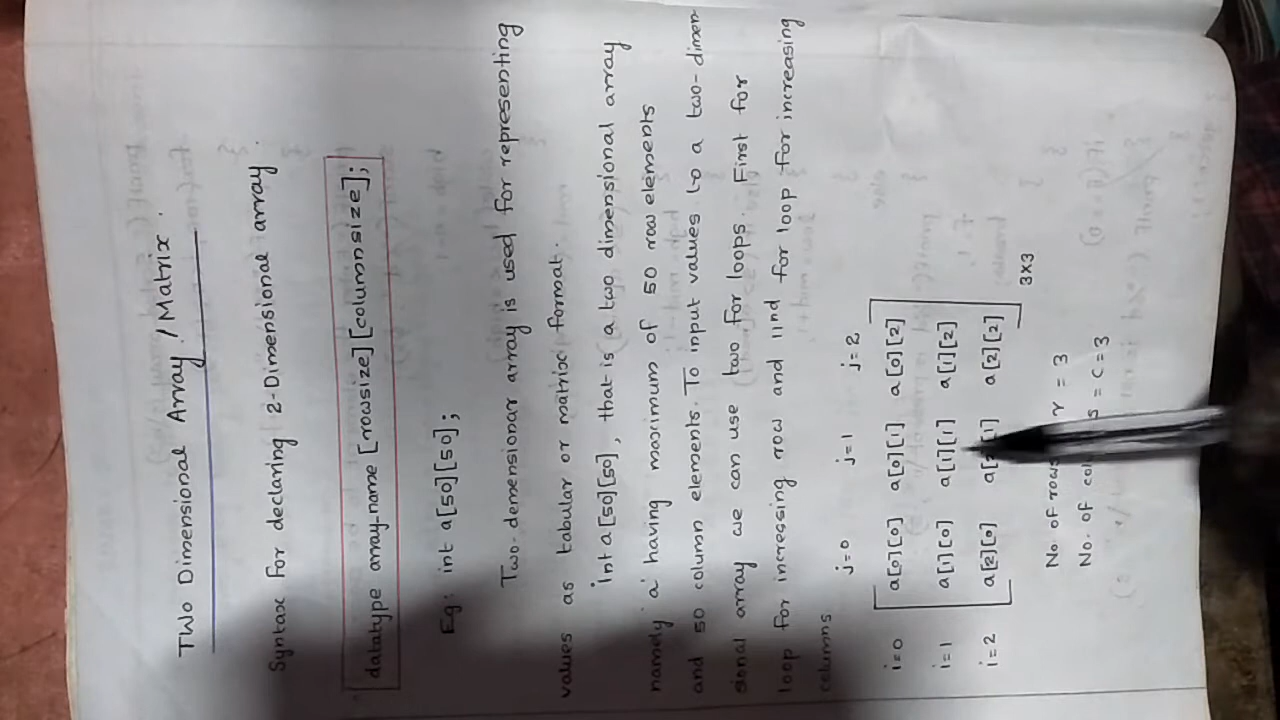 TWO Dimensional Array / Matrix.
Syntax for declaring 2-Dimensional array.
datatype array-name [rowsize][columnsize];
Eg: int a[50][50];
Two-demensionar array is used for representing
values as tabular or matrix format.
int a[50][50], that is a two dimensional array
namely 'a' having maximum of 50 row elements
and 50 column elements. To input values to a two-dimen
sional array we can use two for loops. First for
loop for increasing row and IInd for loop for increasing
columns
j=0 j=1 j=2
i=0 a[0][0] a[0][1] a[0][2]
i=1 a[1][0] a[1][1] a[1][2]
i=2 a[2][0] a[2][1] a[2][2]
3x3
No. of rows r = 3
No. of col s = c = 3